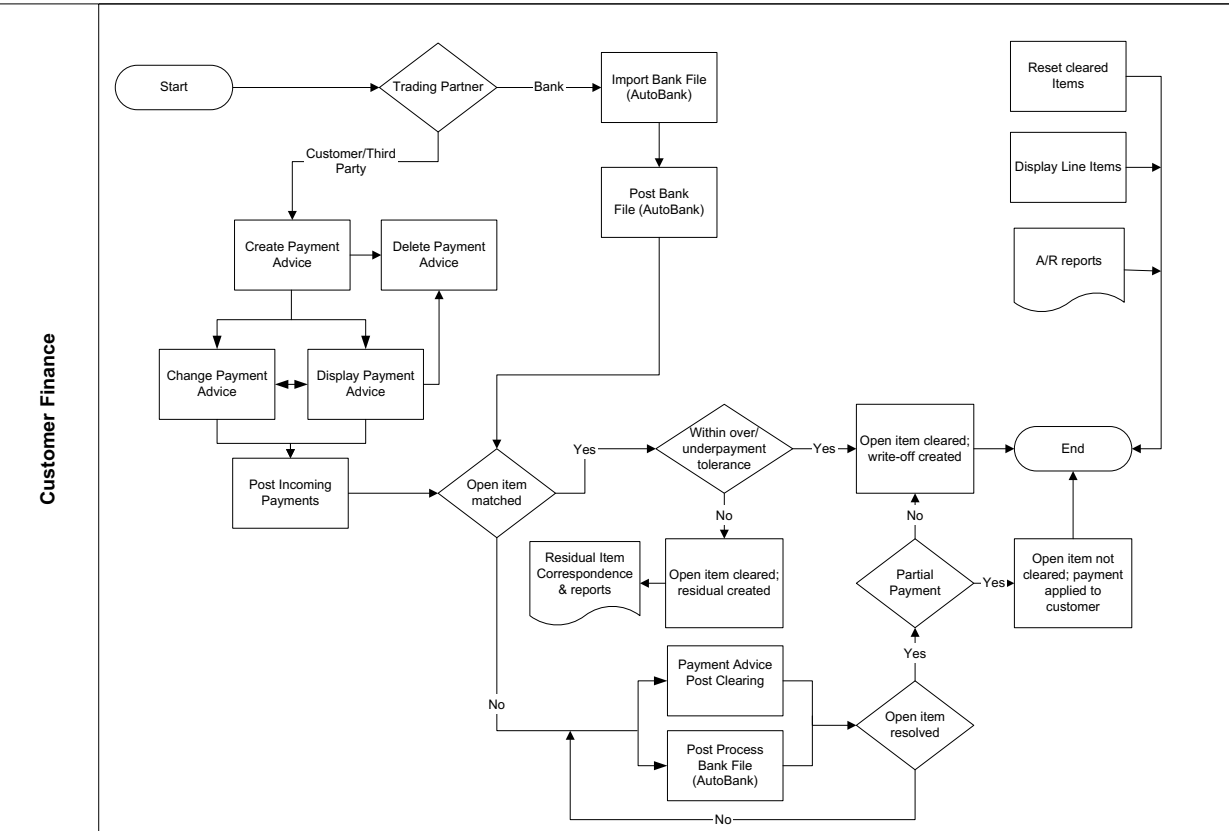 Customer Finance
Start
Trading Partner
Bank
Import Bank File
(AutoBank)
Reset cleared
Items
Customer/Third
Party
Display Line Items
Post Bank
File (AutoBank)
Create Payment
Advice
Delete Payment
Advice
A/R reports
Change Payment
Advice
Display Payment
Advice
Post Incoming
Payments
Open item
matched
Yes
Within over/
underpayment
tolerance
Yes
Open item cleared;
write-off created
End
No
Open item cleared;
residual created
Residual Item
Correspondence
& reports
No
Partial
Payment
Yes
Open item not
cleared; payment
applied to
customer
Yes
No
Payment Advice
Post Clearing
Open item
resolved
Post Process
Bank File
(AutoBank)
No